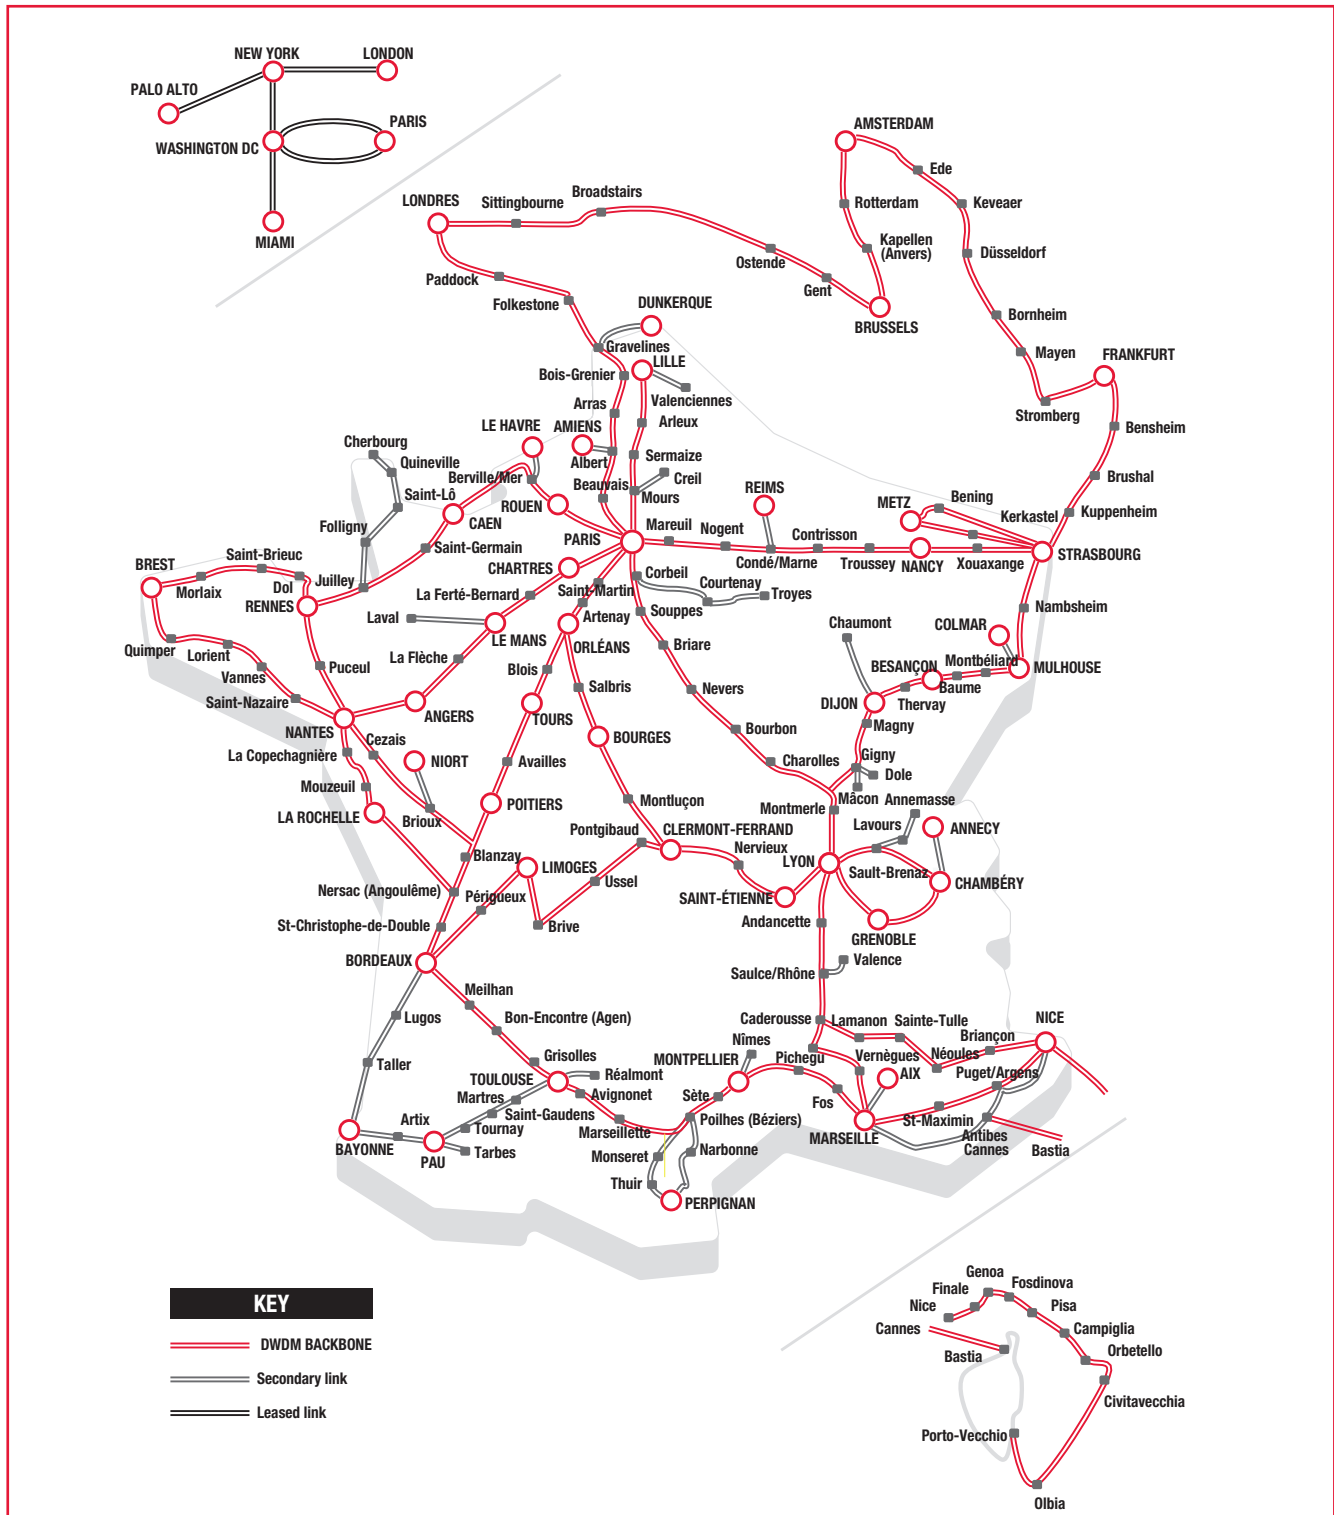 NEW YORK
LONDON
PALO ALTO
PARIS
WASHINGTON DC
MIAMI
AMSTERDAM
Ede
Broadstairs
LONDRES
Sittingbourne
Rotterdam
Keveaer
Kapellen
(Anvers)
Düsseldorf
Ostende
Paddock
Gent
Folkestone
DUNKERQUE
BRUSSELS
Bornheim
Gravelines
Mayen
FRANKFURT
LILLE
Bois-Grenier
Valenciennes
Arras
Stromberg
Arleux
LE HAVRE
AMIENS
Bensheim
Cherbourg
Sermaize
Quineville
Albert
Creil
Brushal
Berville/Mer
Beauvais
Mours
REIMS
Bening
METZ
Saint-Lô
ROUEN
Kuppenheim
Kerkastel
Folligny
CAEN
Mareuil
Nogent
Contrisson
PARIS
Saint-Germain
Saint-Brieuc
STRASBOURG
BREST
CHARTRES
Condé/Marne
Troussey
NANCY
Xouaxange
Juilley
Corbeil
Dol
Morlaix
Courtenay
Saint-Martin
Troyes
La Ferté-Bernard
RENNES
Souppes
Nambsheim
Artenay
Laval
Chaumont
COLMAR
LE MANS
ORLÉANS
Briare
Quimper
Lorient
La Flèche
BESANÇON
Montbéliard
MULHOUSE
Puceul
Blois
Vannes
Salbris
Nevers
Baume
Saint-Nazaire
DIJON
Thervay
ANGERS
TOURS
Magny
NANTES
Bourbon
BOURGES
Cezais
La Copechagnière
Gigny
NIORT
Availles
Charolles
Dole
Mouzeuil
Mâcon
Montluçon
Annemasse
POITIERS
Montmerle
LA ROCHELLE
Brioux
Lavours
ANNECY
Pontgibaud
CLERMONT-FERRAND
Nervieux
Blanzay
LYON
LIMOGES
Sault-Brenaz
Ussel
CHAMBÉRY
Nersac (Angoulême)
Périgueux
SAINT-ÉTIENNE
Andancette
St-Christophe-de-Double
Brive
GRENOBLE
BORDEAUX
Valence
Saulce/Rhône
Meilhan
Lugos
Bon-Encontre (Agen)
Caderousse
Lamanon
Sainte-Tulle
NICE
Nîmes
Briançon
Grisolles
MONTPELLIER
Pichegu
Vernègues
Néoules
Taller
Réalmont
AIX
Puget/Argens
TOULOUSE
Martres
Avignonet
Sète
Fos
Saint-Gaudens
Artix
Poilhes (Béziers)
St-Maximin
Tournay
Marseillette
MARSEILLE
Antibes
BAYONNE
Tarbes
Narbonne
Cannes
Bastia
PAU
Monseret
Thuir
PERPIGNAN
KEY
DWDM BACKBONE
Secondary link
Leased link
Genoa
Finale
Fosdinova
Nice
Pisa
Cannes
Campiglia
Bastia
Orbetello
Civitavecchia
Porto-Vecchio
Olbia